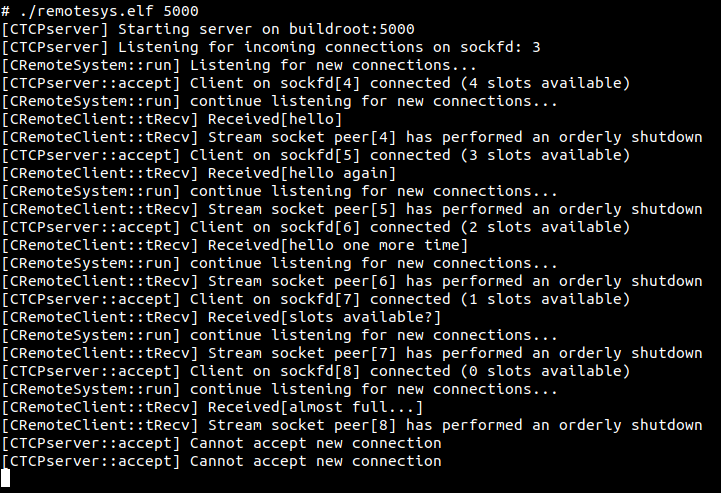 # ./remotesys.elf 5000
[CTCPserver] Starting server on buildroot:5000
[CTCPserver] Listening for incoming connections on sockfd: 3
[CRemoteSystem::run] Listening for new connections...
[CTCPserver::accept] Client on sockfd[4] connected (4 slots available)
[CRemoteSystem::run] continue listening for new connections...
[CRemoteClient::tRecv] Received[hello]
[CRemoteClient::tRecv] Stream socket peer[4] has performed an orderly shutdown
[CTCPserver::accept] Client on sockfd[5] connected (3 slots available)
[CRemoteClient::tRecv] Received[hello again]
[CRemoteSystem::run] continue listening for new connections...
[CRemoteClient::tRecv] Stream socket peer[5] has performed an orderly shutdown
[CTCPserver::accept] Client on sockfd[6] connected (2 slots available)
[CRemoteClient::tRecv] Received[hello one more time]
[CRemoteSystem::run] continue listening for new connections...
[CRemoteClient::tRecv] Stream socket peer[6] has performed an orderly shutdown
[CTCPserver::accept] Client on sockfd[7] connected (1 slots available)
[CRemoteClient::tRecv] Received[slots available?]
[CRemoteSystem::run] continue listening for new connections...
[CRemoteClient::tRecv] Stream socket peer[7] has performed an orderly shutdown
[CTCPserver::accept] Client on sockfd[8] connected (0 slots available)
[CRemoteSystem::run] continue listening for new connections...
[CRemoteClient::tRecv] Received[almost full...]
[CRemoteClient::tRecv] Stream socket peer[8] has performed an orderly shutdown
[CTCPserver::accept] Cannot accept new connection
[CTCPserver::accept] Cannot accept new connection